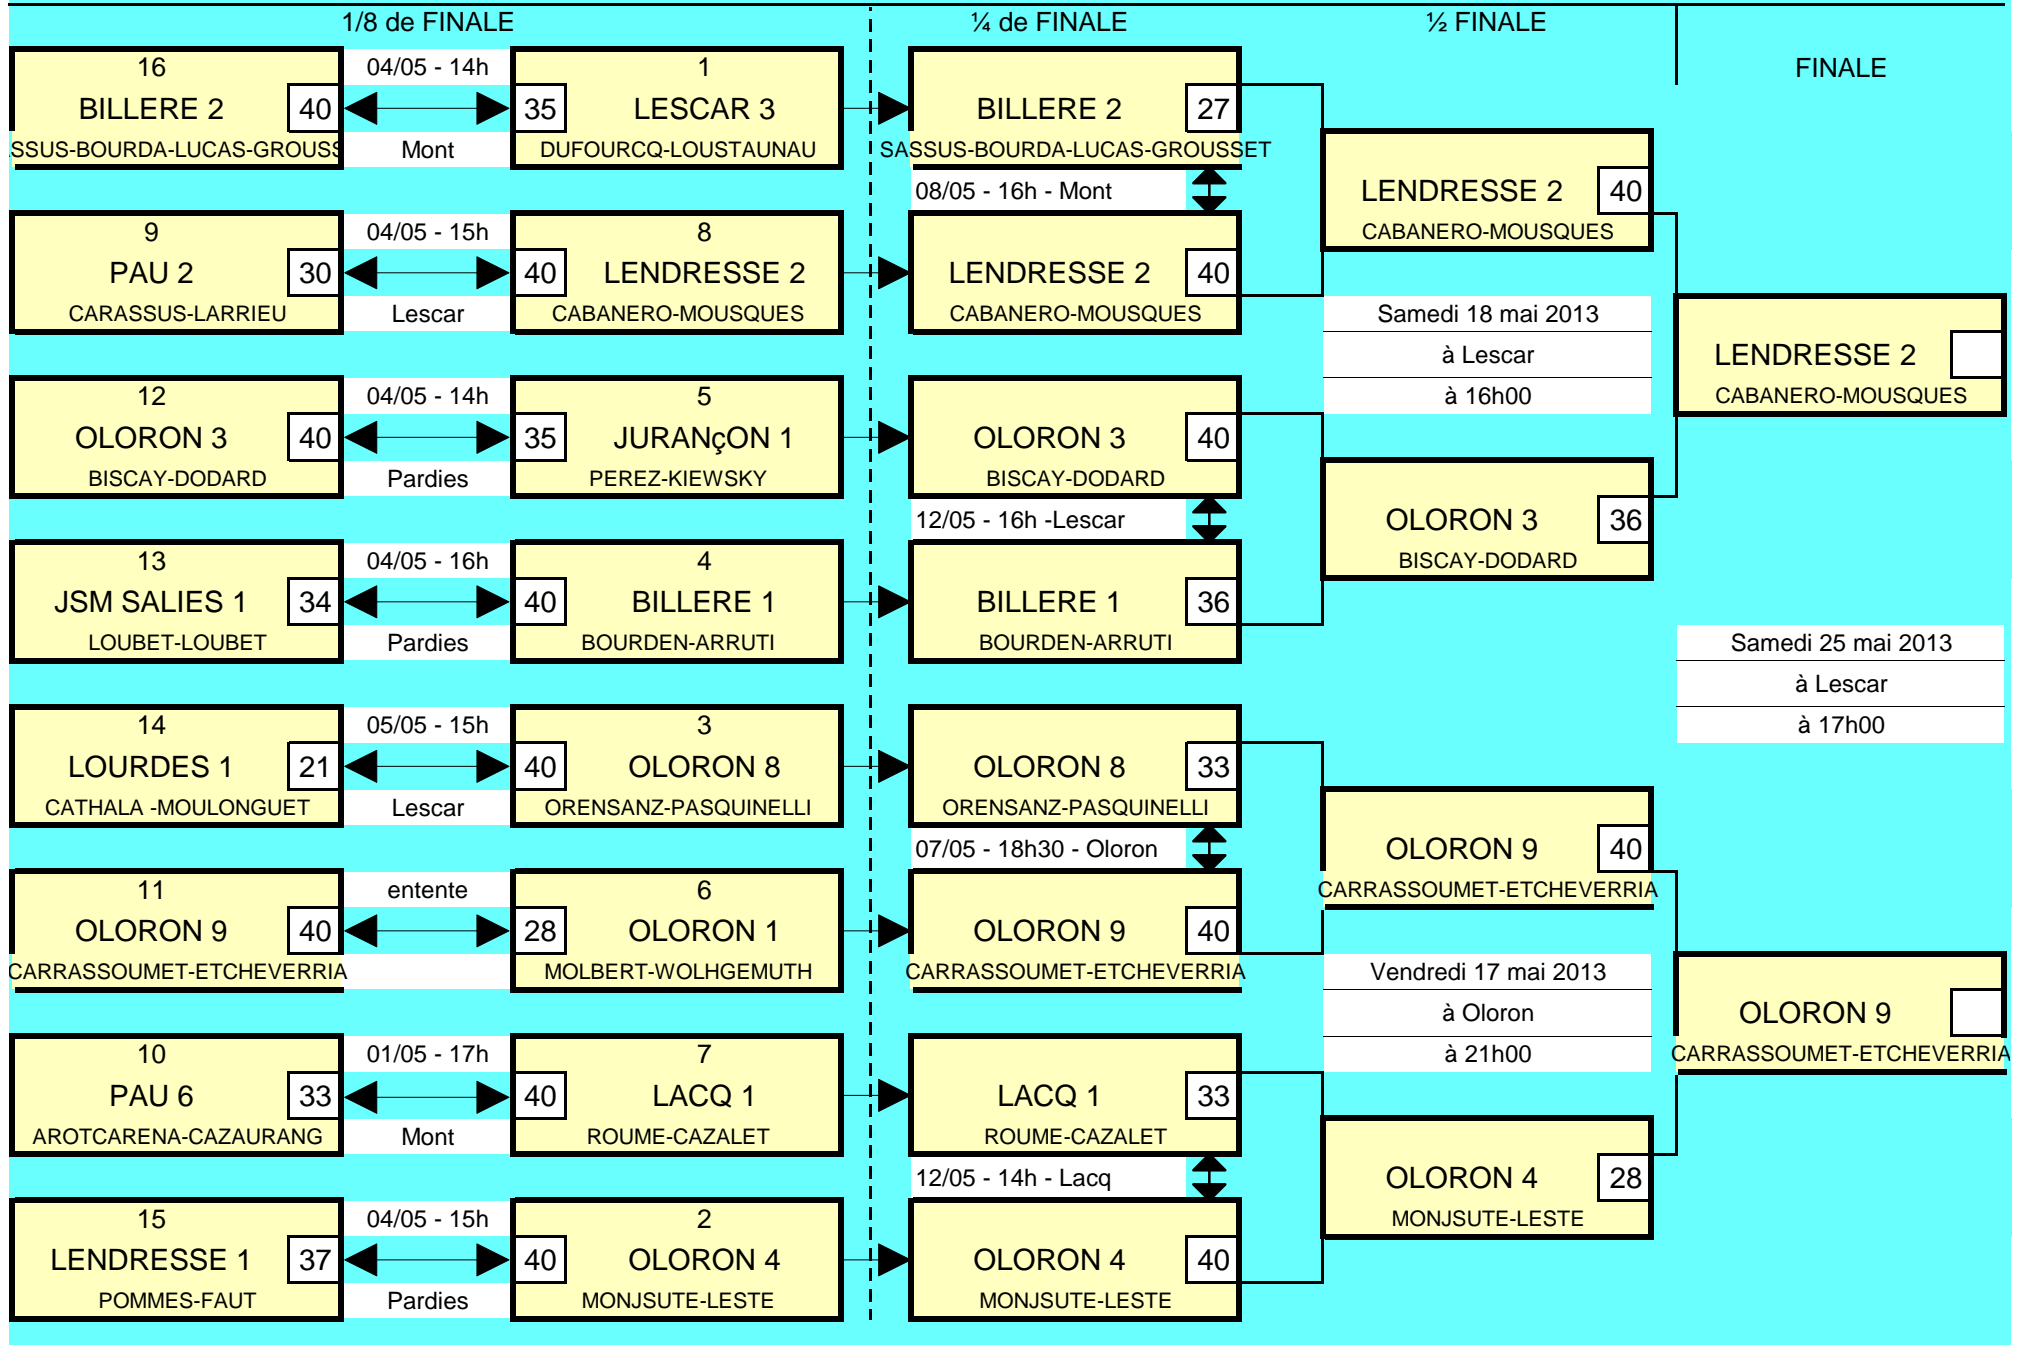 1/8 de FINALE
¼ de FINALE
½ FINALE
FINALE
16
BILLERE 2
40
SSUS-BOURDA-LUCAS-GROUSS
04/05 - 14h
Mont
1
35
LESCAR 3
DUFOURCQ-LOUSTAUNAU
9
PAU 2
30
CARASSUS-LARRIEU
04/05 - 15h
Lescar
8
40
LENDRESSE 2
CABANERO-MOUSQUES
12
OLORON 3
40
BISCAY-DODARD
04/05 - 14h
Pardies
5
35
JURANçON 1
PEREZ-KIEWSKY
13
JSM SALIES 1
34
LOUBET-LOUBET
04/05 - 16h
Pardies
4
40
BILLERE 1
BOURDEN-ARRUTI
14
LOURDES 1
21
CATHALA -MOULONGUET
05/05 - 15h
Lescar
3
40
OLORON 8
ORENSANZ-PASQUINELLI
11
OLORON 9
40
CARRASSOUMET-ETCHEVERRIA
entente
6
28
OLORON 1
MOLBERT-WOLHGEMUTH
10
PAU 6
33
AROTCARENA-CAZAURANG
01/05 - 17h
Mont
7
40
LACQ 1
ROUME-CAZALET
15
LENDRESSE 1
37
POMMES-FAUT
04/05 - 15h
Pardies
2
40
OLORON 4
MONJSUTE-LESTE
BILLERE 2
27
SASSUS-BOURDA-LUCAS-GROUSSET
08/05 - 16h - Mont
LENDRESSE 2
40
CABANERO-MOUSQUES
OLORON 3
40
BISCAY-DODARD
12/05 - 16h -Lescar
BILLERE 1
36
BOURDEN-ARRUTI
OLORON 8
33
ORENSANZ-PASQUINELLI
07/05 - 18h30 - Oloron
OLORON 9
40
CARRASSOUMET-ETCHEVERRIA
LACQ 1
33
ROUME-CAZALET
12/05 - 14h - Lacq
OLORON 4
40
MONJSUTE-LESTE
LENDRESSE 2
40
CABANERO-MOUSQUES
Samedi 18 mai 2013
à Lescar
à 16h00
OLORON 3
36
BISCAY-DODARD
OLORON 9
40
CARRASSOUMET-ETCHEVERRIA
Vendredi 17 mai 2013
à Oloron
à 21h00
OLORON 4
28
MONJSUTE-LESTE
LENDRESSE 2
CABANERO-MOUSQUES
Samedi 25 mai 2013
à Lescar
à 17h00
OLORON 9
CARRASSOUMET-ETCHEVERRIA